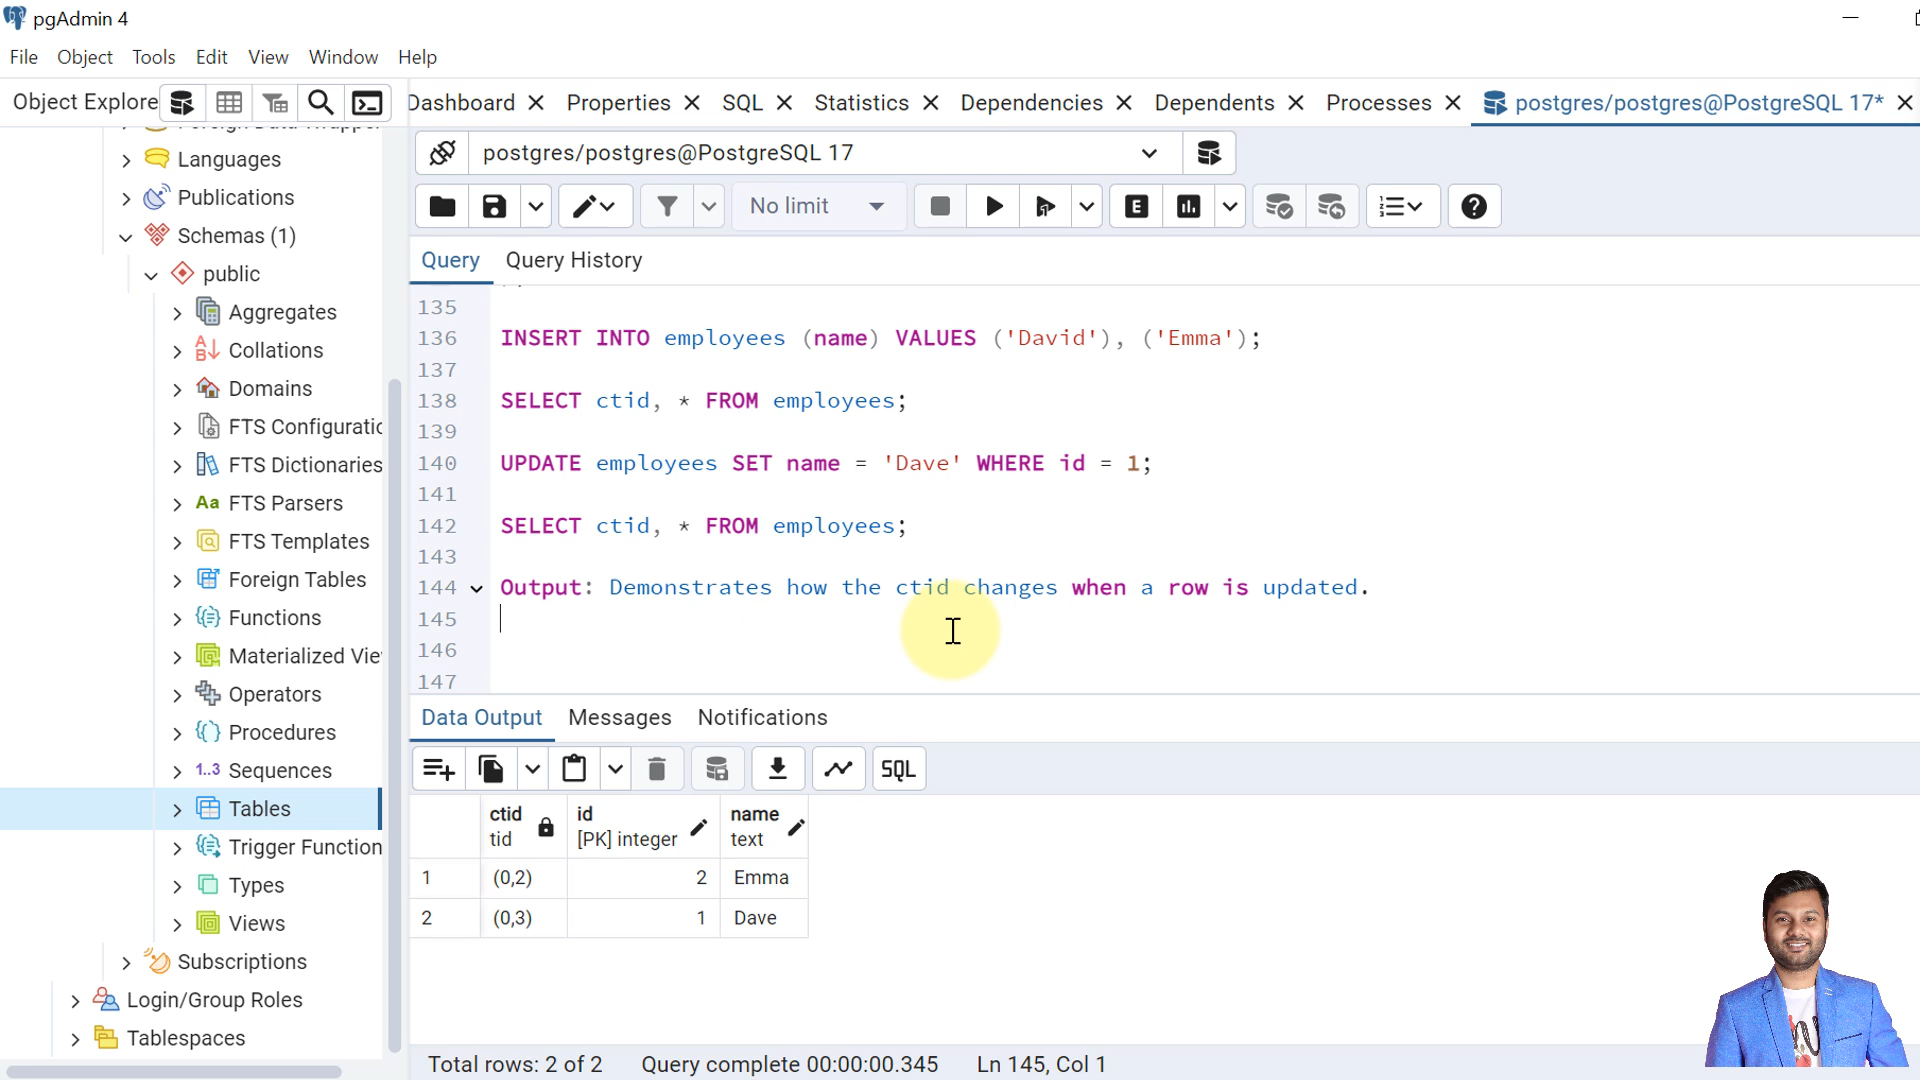 pgAdmin 4
File Object Tools Edit View Window Help
Object Explore
Dashboard Properties SQL Statistics Dependencies Dependents Processes postgres/postgres@PostgreSQL 17*
postgres/postgres@PostgreSQL 17
No limit
E
Query Query History
Languages
Publications
Schemas (1)
public
Aggregates
Collations
Domains
FTS Configuratio
FTS Dictionaries
Aa FTS Parsers
FTS Templates
Foreign Tables
Functions
Materialized Vie
Operators
Procedures
1..3 Sequences
Tables
Trigger Function
Types
Views
Subscriptions
Login/Group Roles
Tablespaces
135
136 INSERT INTO employees (name) VALUES ('David'), ('Emma');
137
138 SELECT ctid, * FROM employees;
139
140 UPDATE employees SET name = 'Dave' WHERE id = 1;
141
142 SELECT ctid, * FROM employees;
143
144 Output: Demonstrates how the ctid changes when a row is updated.
145
146
147
Data Output Messages Notifications
SQL
ctid id name
tid [PK] integer text
1 (0,2) 2 Emma
2 (0,3) 1 Dave
Total rows: 2 of 2 Query complete 00:00:00.345 Ln 145, Col 1